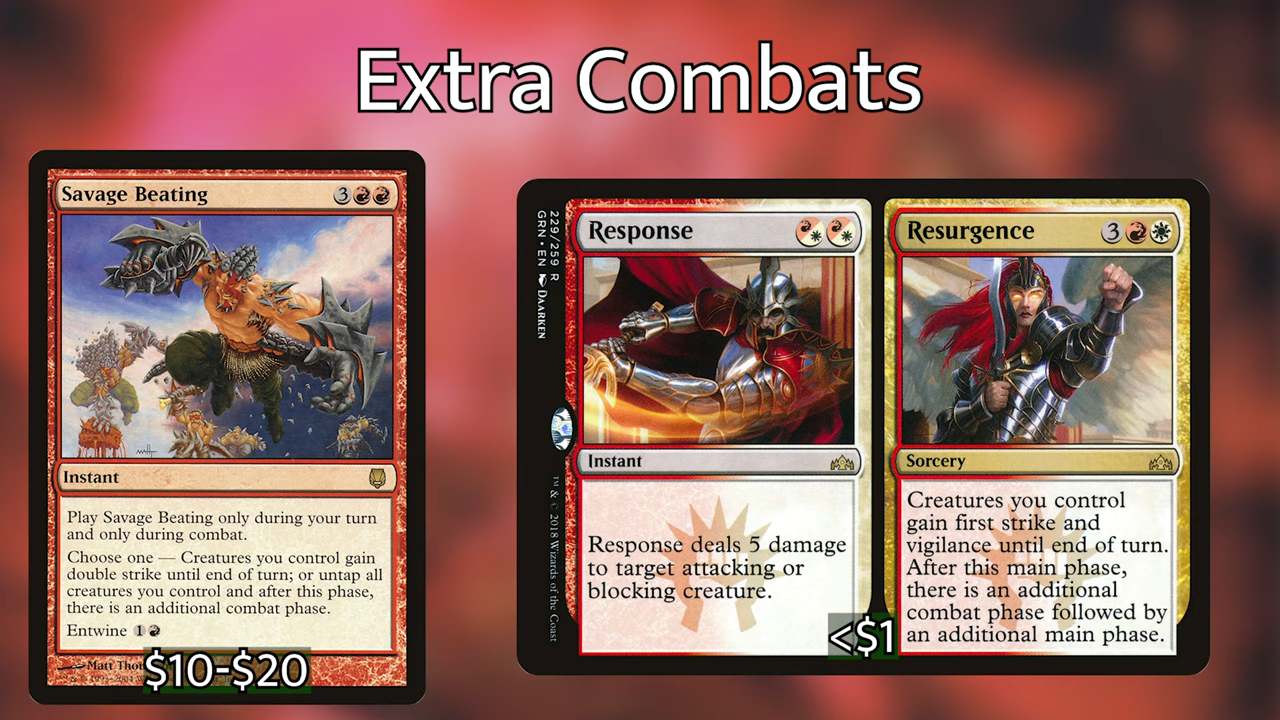 Extra Combats
Savage Beating 3
Instant
Play Savage Beating only during your turn
and only during combat.
Choose one — Creatures you control gain
double strike until end of turn; or untap all
creatures you control and after this phase,
there is an additional combat phase.
Entwine 1
Matt
$10-$20
229/259 R
GRN • EN DAARKEN
™ & © 2018 Wizards of the Coast
Response
Instant
Response deals 5 damage
to target attacking or
blocking creature.
<$1
Resurgence 3
Sorcery
Creatures you control
gain first strike and
vigilance until end of turn.
After this main phase,
there is an additional
combat phase followed by
an additional main phase.